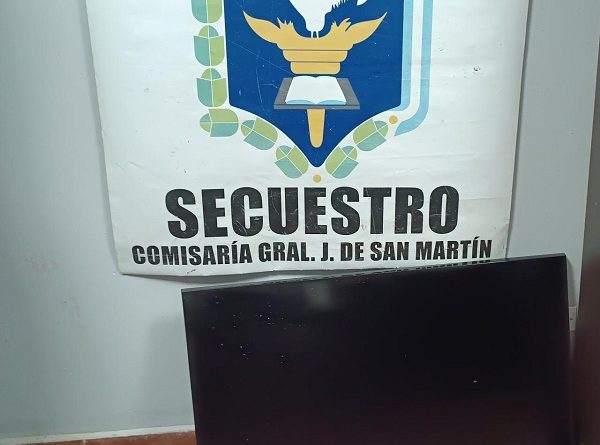 SECUESTRO
COMISARÍA GRAL. J. DE SAN MARTÍN